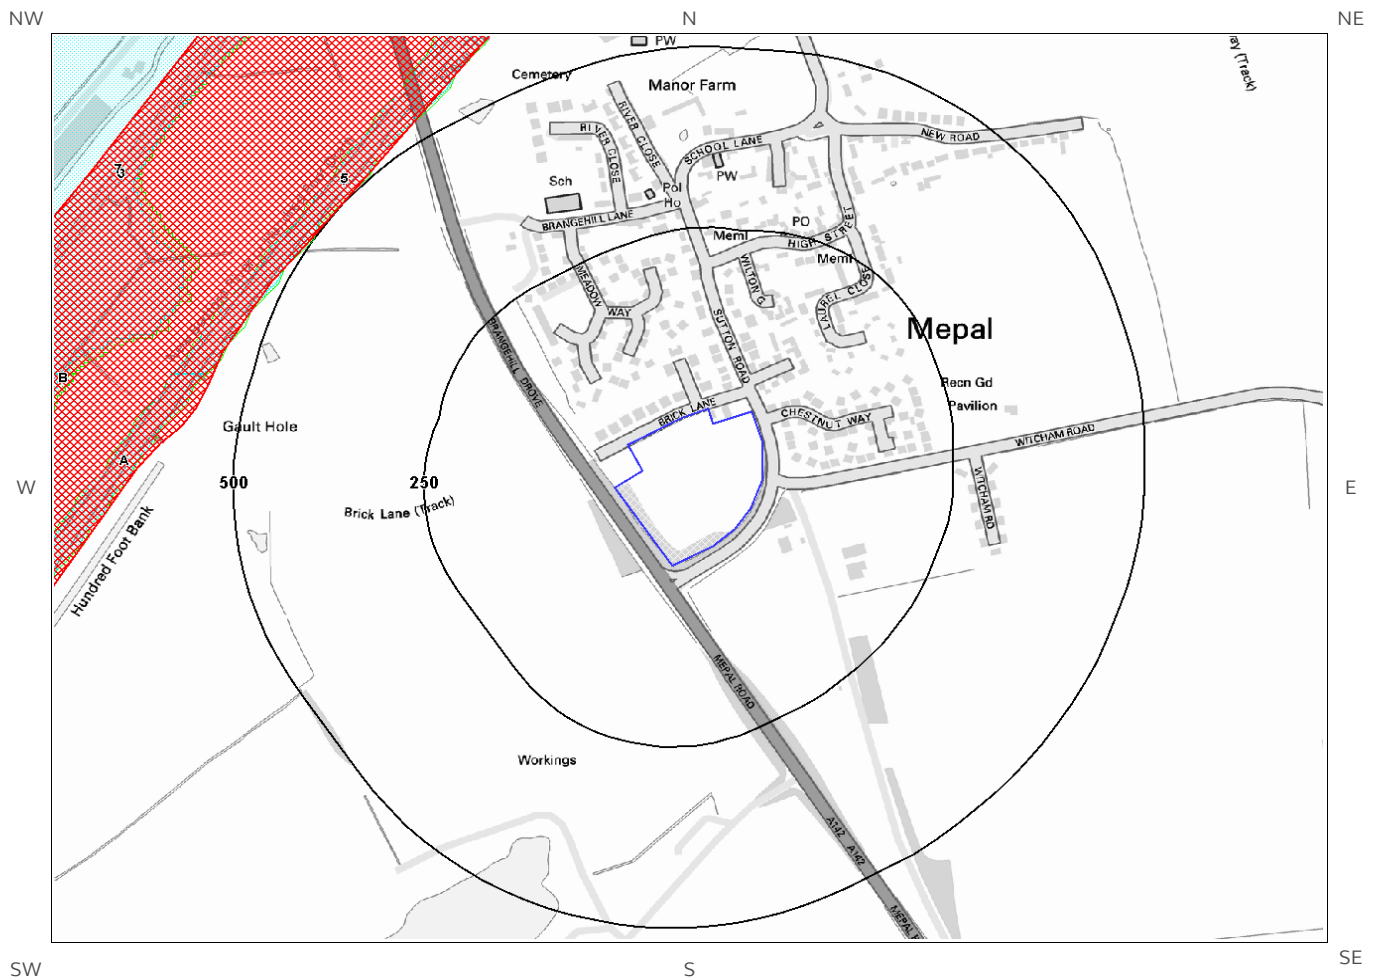 NW
N
NE
PW
Cemetery
Manor Farm
(Track)
RIVER CLOSE
RIVER CLOSE
SCHOOL LANE
NEW ROAD
PW
Sch
Pol
Ho
5
BRANGEHILL LANE
PO
Meml
HIGH STREET
Meml
MEADOW WAY
WILTON
LAUREL CLOSE
SUTTON ROAD
Mepal
BRANGEHILL DROVE
B
Recn Gd
Pavilion
BRICK LANE
CHESTNUT WAY
Gault Hole
WITCHAM ROAD
A
W
500
250
E
Brick Lane (Track)
WITCHAM RD
Hundred Foot Bank
MEPAL ROAD
Workings
A142
A142
MEPAL
SW
S
SE